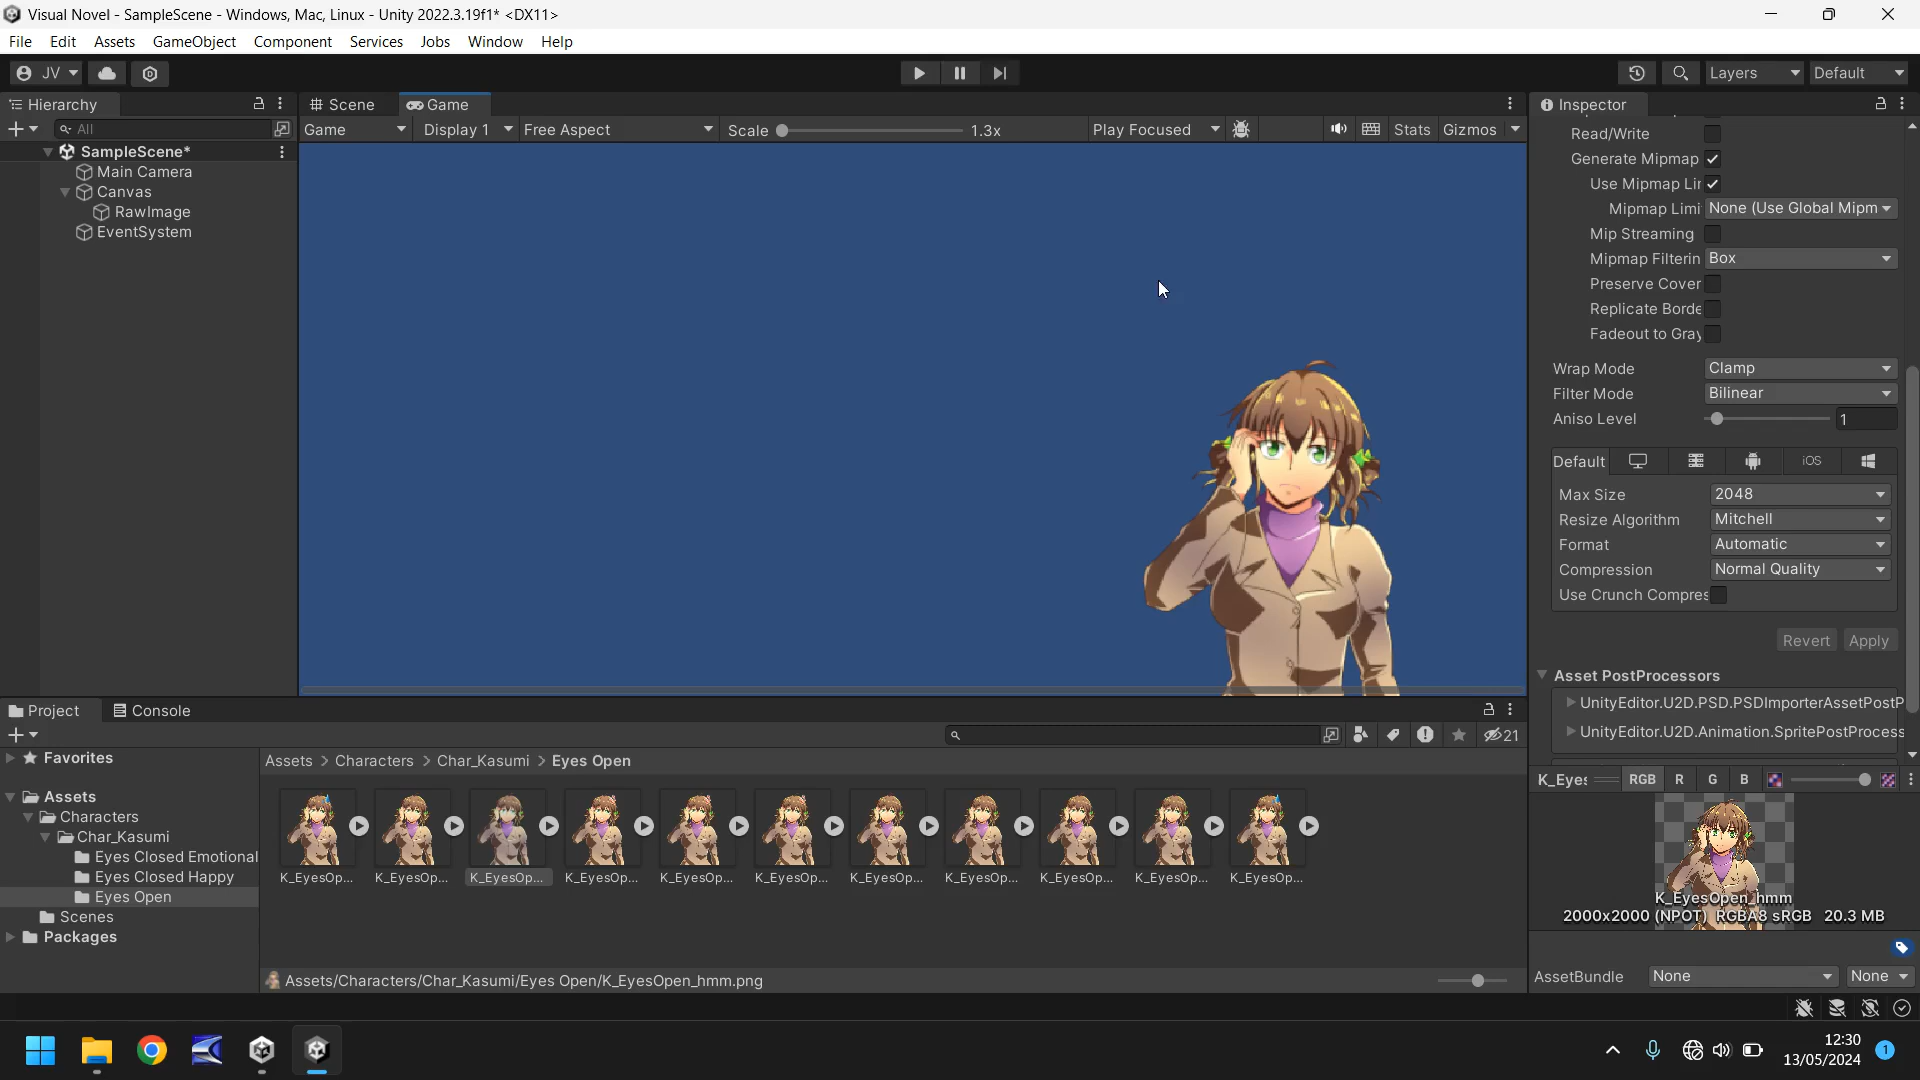 Visual Novel - SampleScene - Windows, Mac, Linux - Unity 2022.3.19f1* <DX11>
File Edit Assets GameObject Component Services Jobs Window Help
JV Layers Default
Hierarchy
All
SampleScene*
Main Camera
Canvas
RawImage
EventSystem
Scene Game
Game Display 1 Free Aspect Scale 1.3x Play Focused Stats Gizmos
Inspector
Read/Write
Generate Mipmap
Use Mipmap Lir
Mipmap Limi None (Use Global Mipm
Mip Streaming
Mipmap Filterin Box
Preserve Cover
Replicate Borde
Fadeout to Gray
Wrap Mode Clamp
Filter Mode Bilinear
Aniso Level 1
Default iOS
Max Size 2048
Resize Algorithm Mitchell
Format Automatic
Compression Normal Quality
Use Crunch Compres
Revert Apply
Asset PostProcessors
UnityEditor.U2D.PSD.PSDImporterAssetPostP
UnityEditor.U2D.Animation.SpritePostProcess
K_Eyes RGB R G B
K_EyesOpen_hmm
2000x2000 (NPOT) RGBA8 sRGB 20.3 MB
AssetBundle None None
Project Console
21
Favorites
Assets
Characters
Char_Kasumi
Eyes Closed Emotional
Eyes Closed Happy
Eyes Open
Scenes
Packages
Assets > Characters > Char_Kasumi > Eyes Open
K_EyesOp... K_EyesOp... K_EyesOp... K_EyesOp... K_EyesOp... K_EyesOp... K_EyesOp... K_EyesOp... K_EyesOp... K_EyesOp... K_EyesOp...
Assets/Characters/Char_Kasumi/Eyes Open/K_EyesOpen_hmm.png
12:30
13/05/2024
1